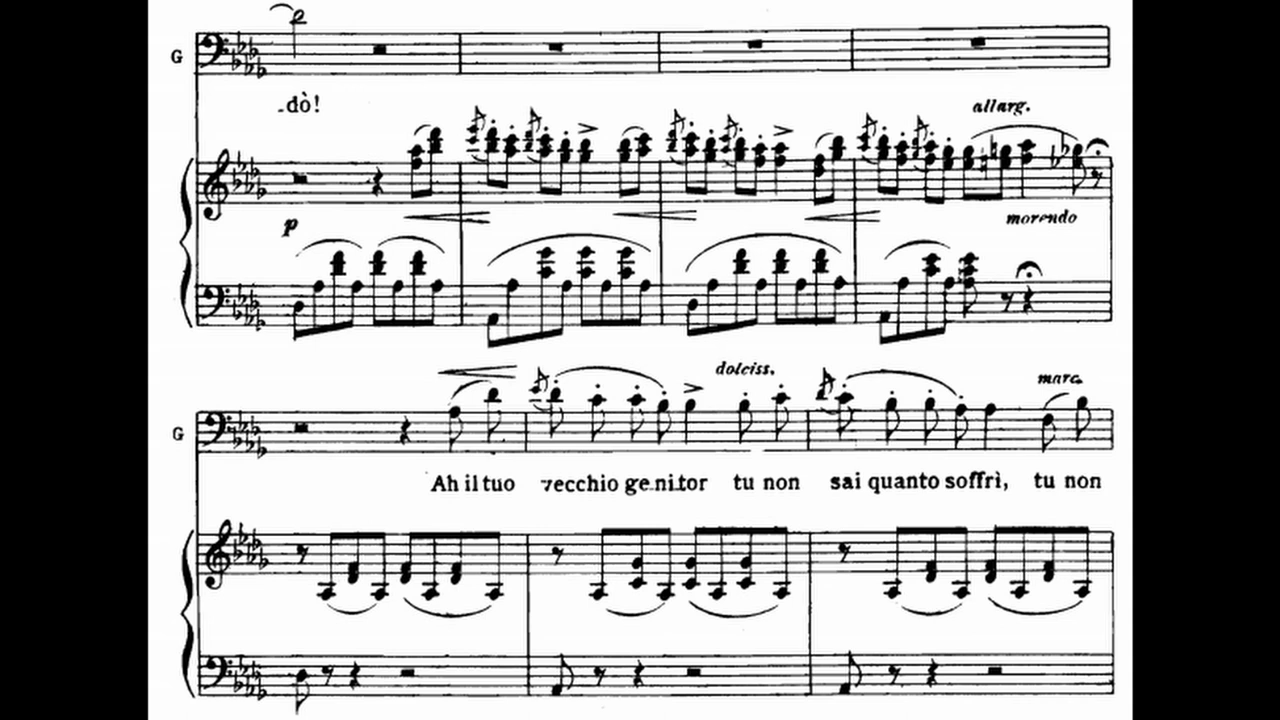 G
-dò!
allarg.
p
morendo
dolciss.
marc.
G
Ah il tuo vecchio ge-ni-tor tu non sai quanto soffrì, tu non